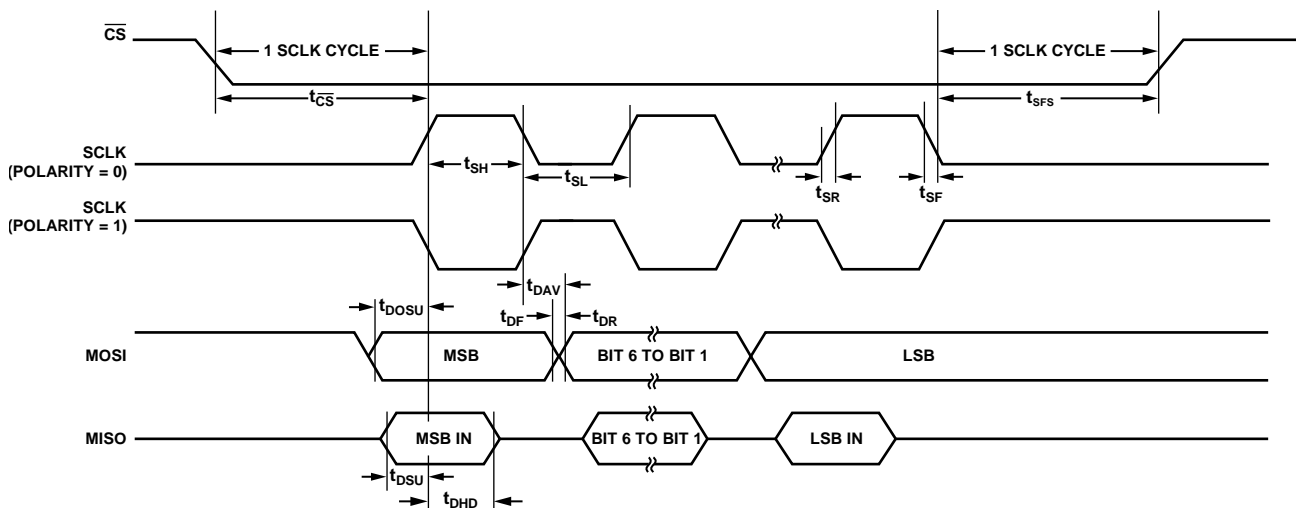 CS
1 SCLK CYCLE
1 SCLK CYCLE
tCS
tSFS
SCLK
(POLARITY = 0)
tSH
tSL
tSR
tSF
SCLK
(POLARITY = 1)
tDAV
tDOSU
tDF
tDR
MOSI
MSB
BIT 6 TO BIT 1
LSB
MISO
MSB IN
BIT 6 TO BIT 1
LSB IN
tDSU
tDHD